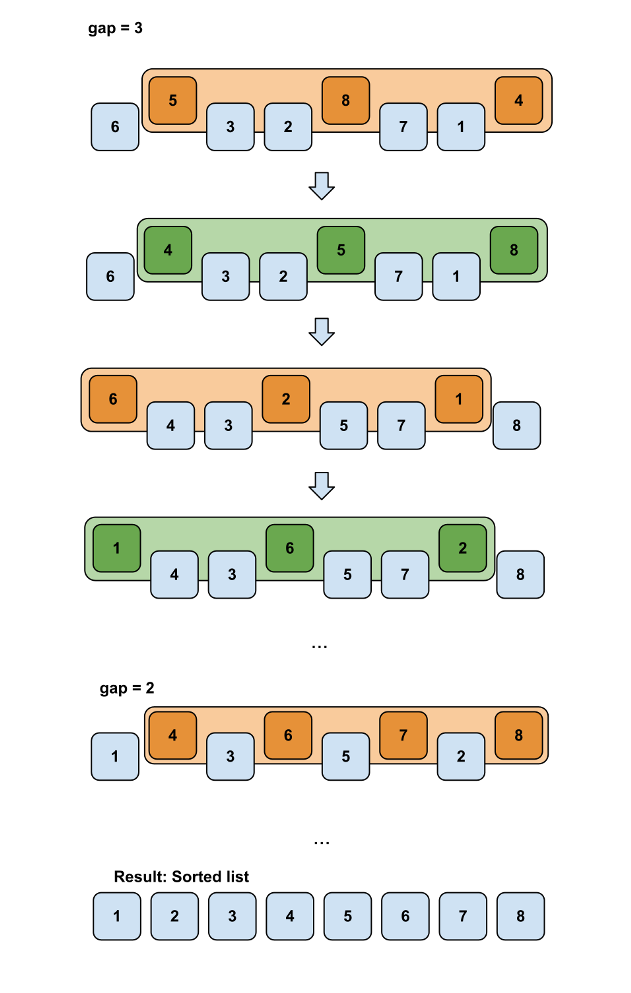 gap = 3
6 5 3 2 8 7 1 4
6 4 3 2 5 7 1 8
6 4 3 2 5 7 1 8
1 4 3 6 5 7 2 8
...
gap = 2
1 4 3 6 5 7 2 8
...
Result: Sorted list
1 2 3 4 5 6 7 8